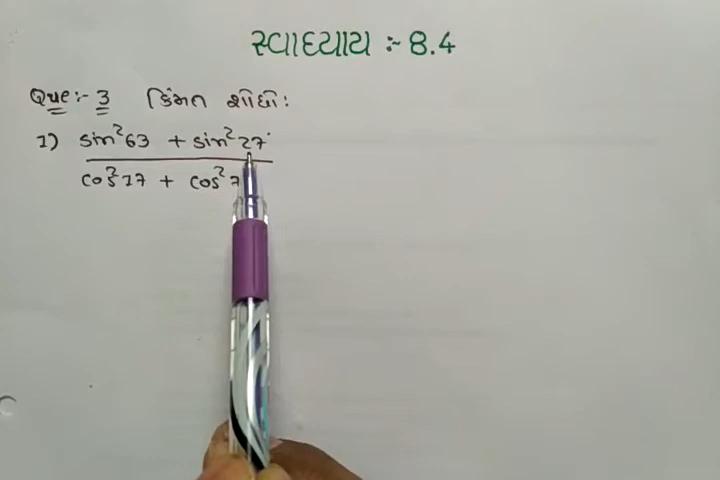 સ્વાધ્યાય :- 8.4
Que :- 3 કિંમત શોધો :
1) sin²63 + sin²27
cos²17 + cos²7